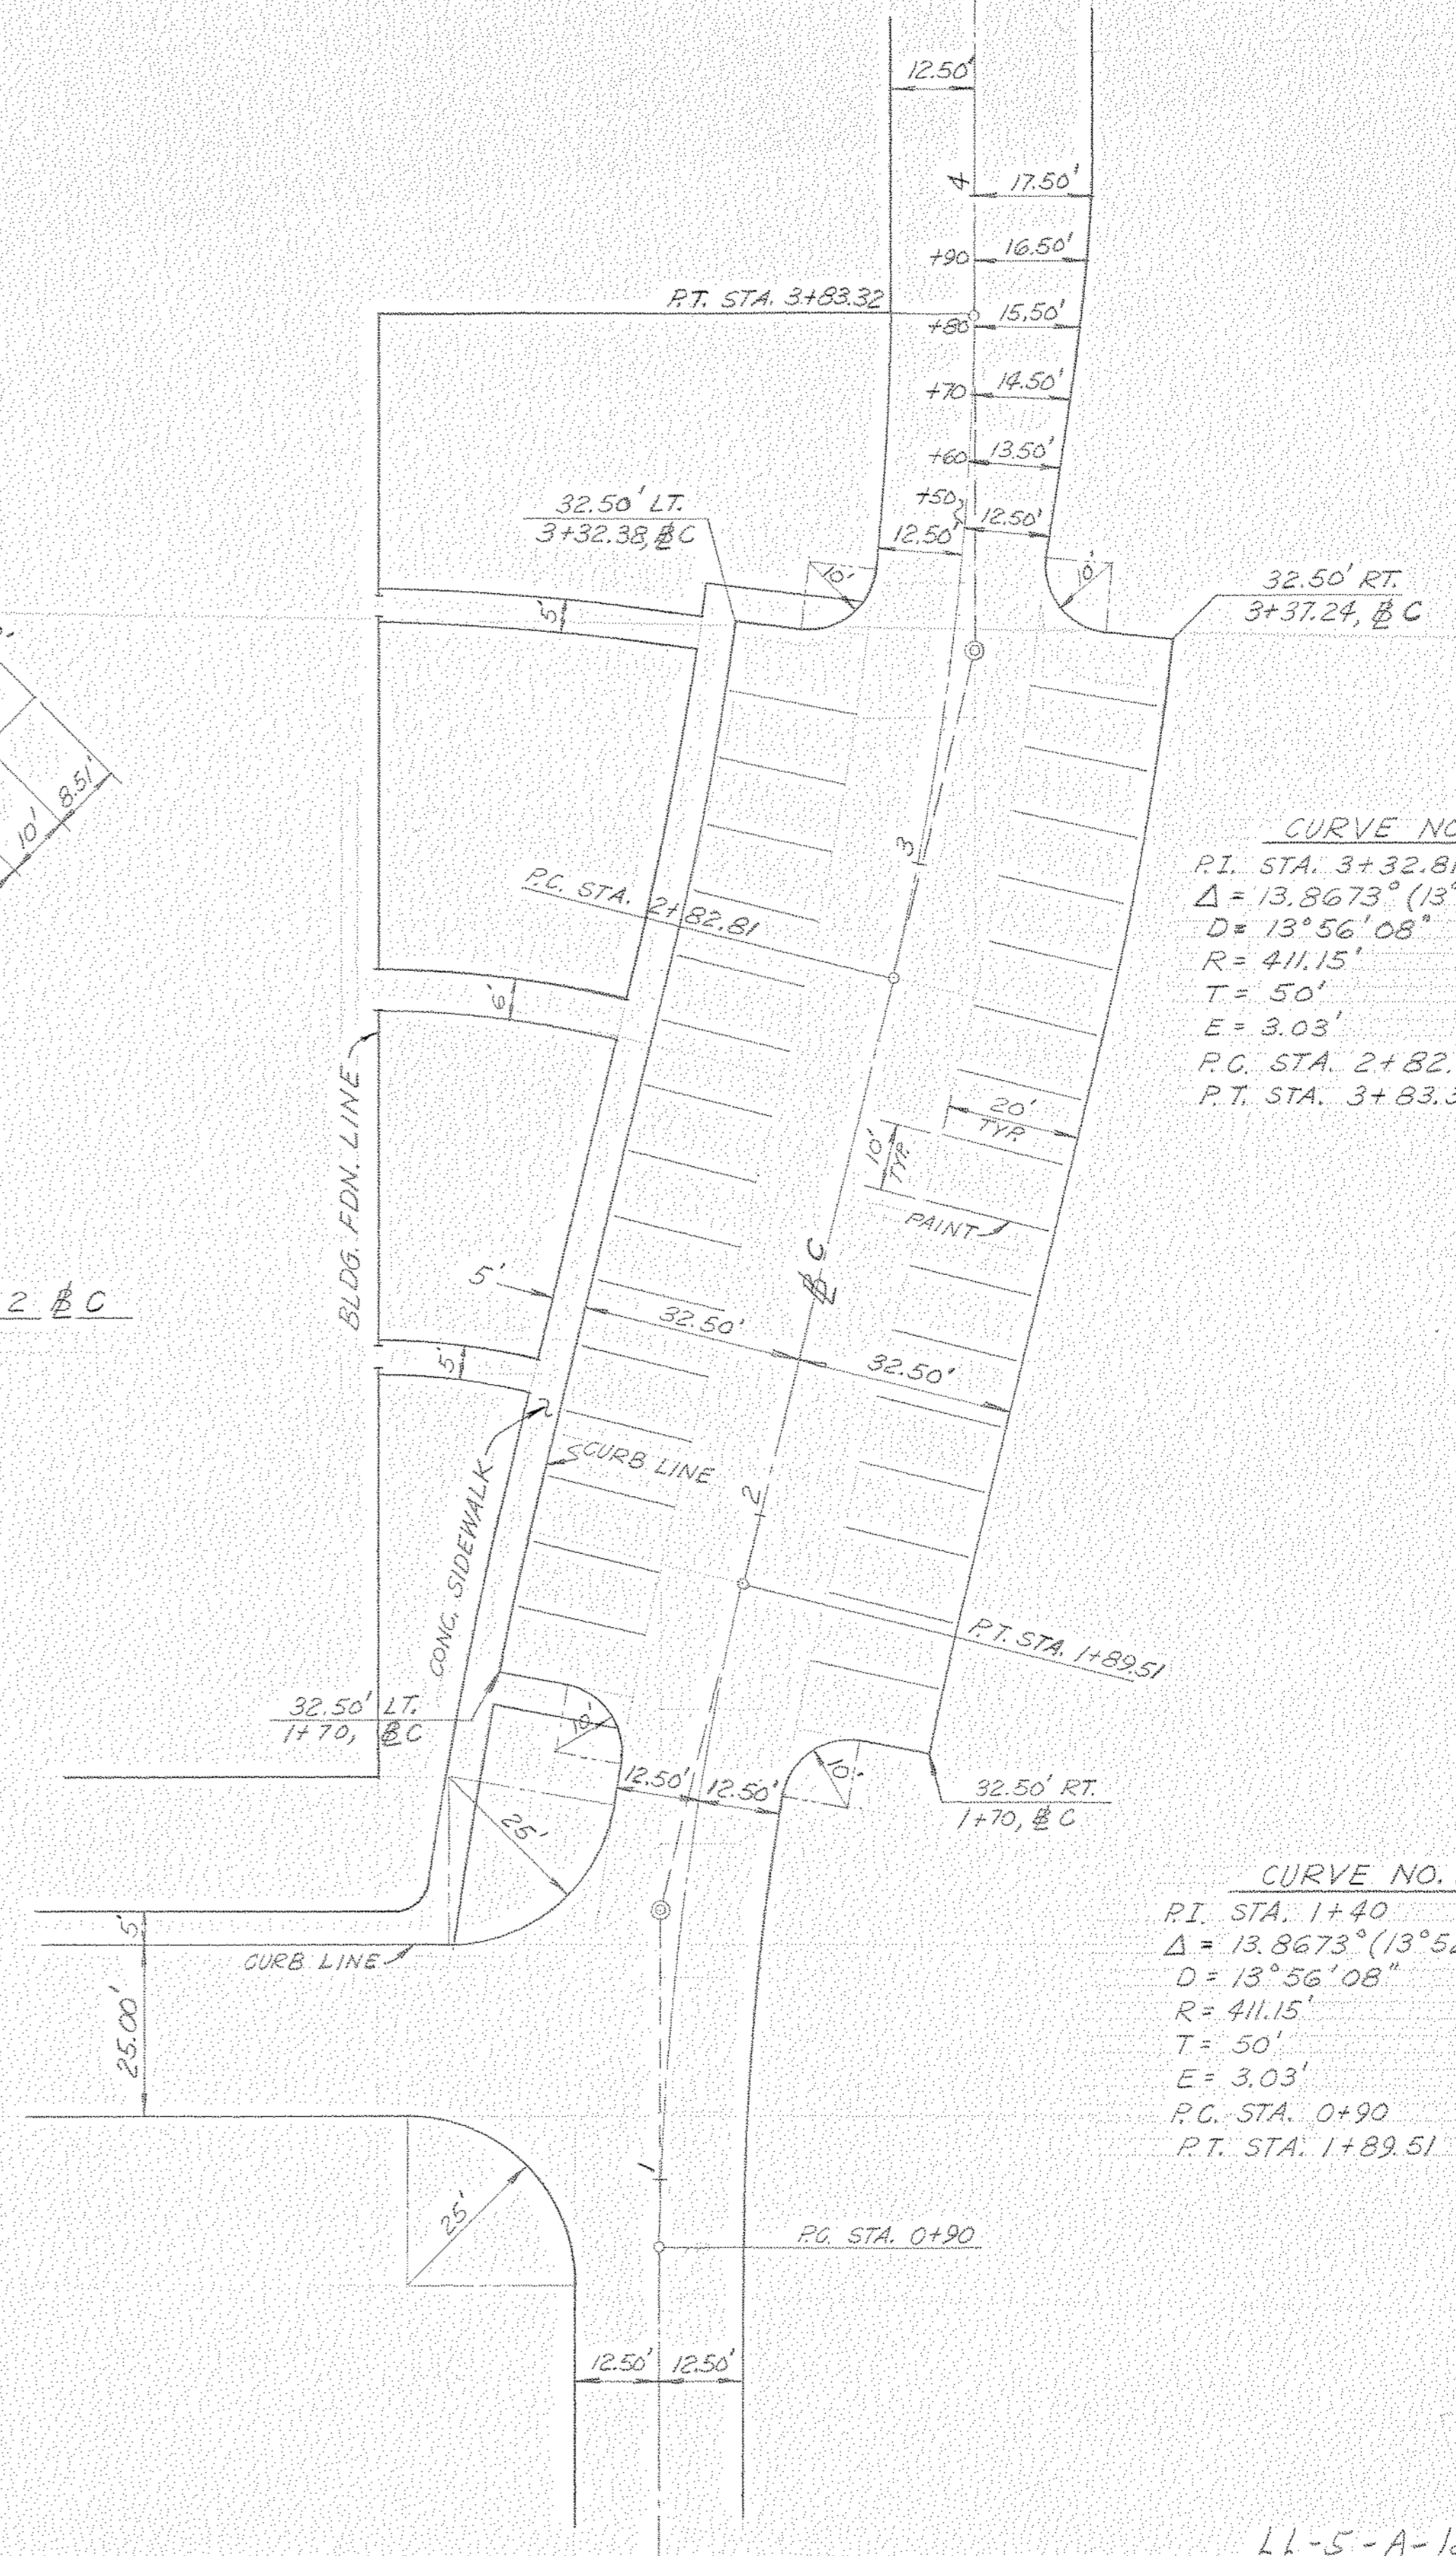 12.50'
4
17.50'
+90
16.50'
P.T. STA. 3+83.32
+80
15.50'
+70
14.50'
+60
13.50'
+50
12.50'
12.50'
32.50' LT.
3+32.38, ⅊ C
10'
32.50' RT.
3+37.24, ⅊ C
5'
8.51'
10'
3
CURVE NO
P.I. STA. 3+32.81
Δ = 13.8673° (13°
D = 13°56'08"
R = 411.15'
T = 50'
E = 3.03'
P.C. STA. 2+82.
P.T. STA. 3+83.3
P.C. STA. 2+82.81
6'
BLDG. FDN. LINE
20'
TYP.
10'
TYP.
PAINT
⅊ C
2 ⅊ C
5'
32.50'
32.50'
5'
CURB LINE
2
CONC. SIDEWALK
P.T. STA. 1+89.51
32.50' LT.
1+70, ⅊ C
10'
12.50'
12.50'
10'
32.50' RT.
1+70, ⅊ C
25'
CURVE NO.
P.I. STA. 1+40
Δ = 13.8673° (13°52
D = 13°56'08"
R = 411.15'
T = 50'
E = 3.03'
P.C. STA. 0+90
P.T. STA. 1+89.51
5'
CURB LINE
25.00'
25'
1
P.C. STA. 0+90
12.50'
12.50'
LL-5-A-